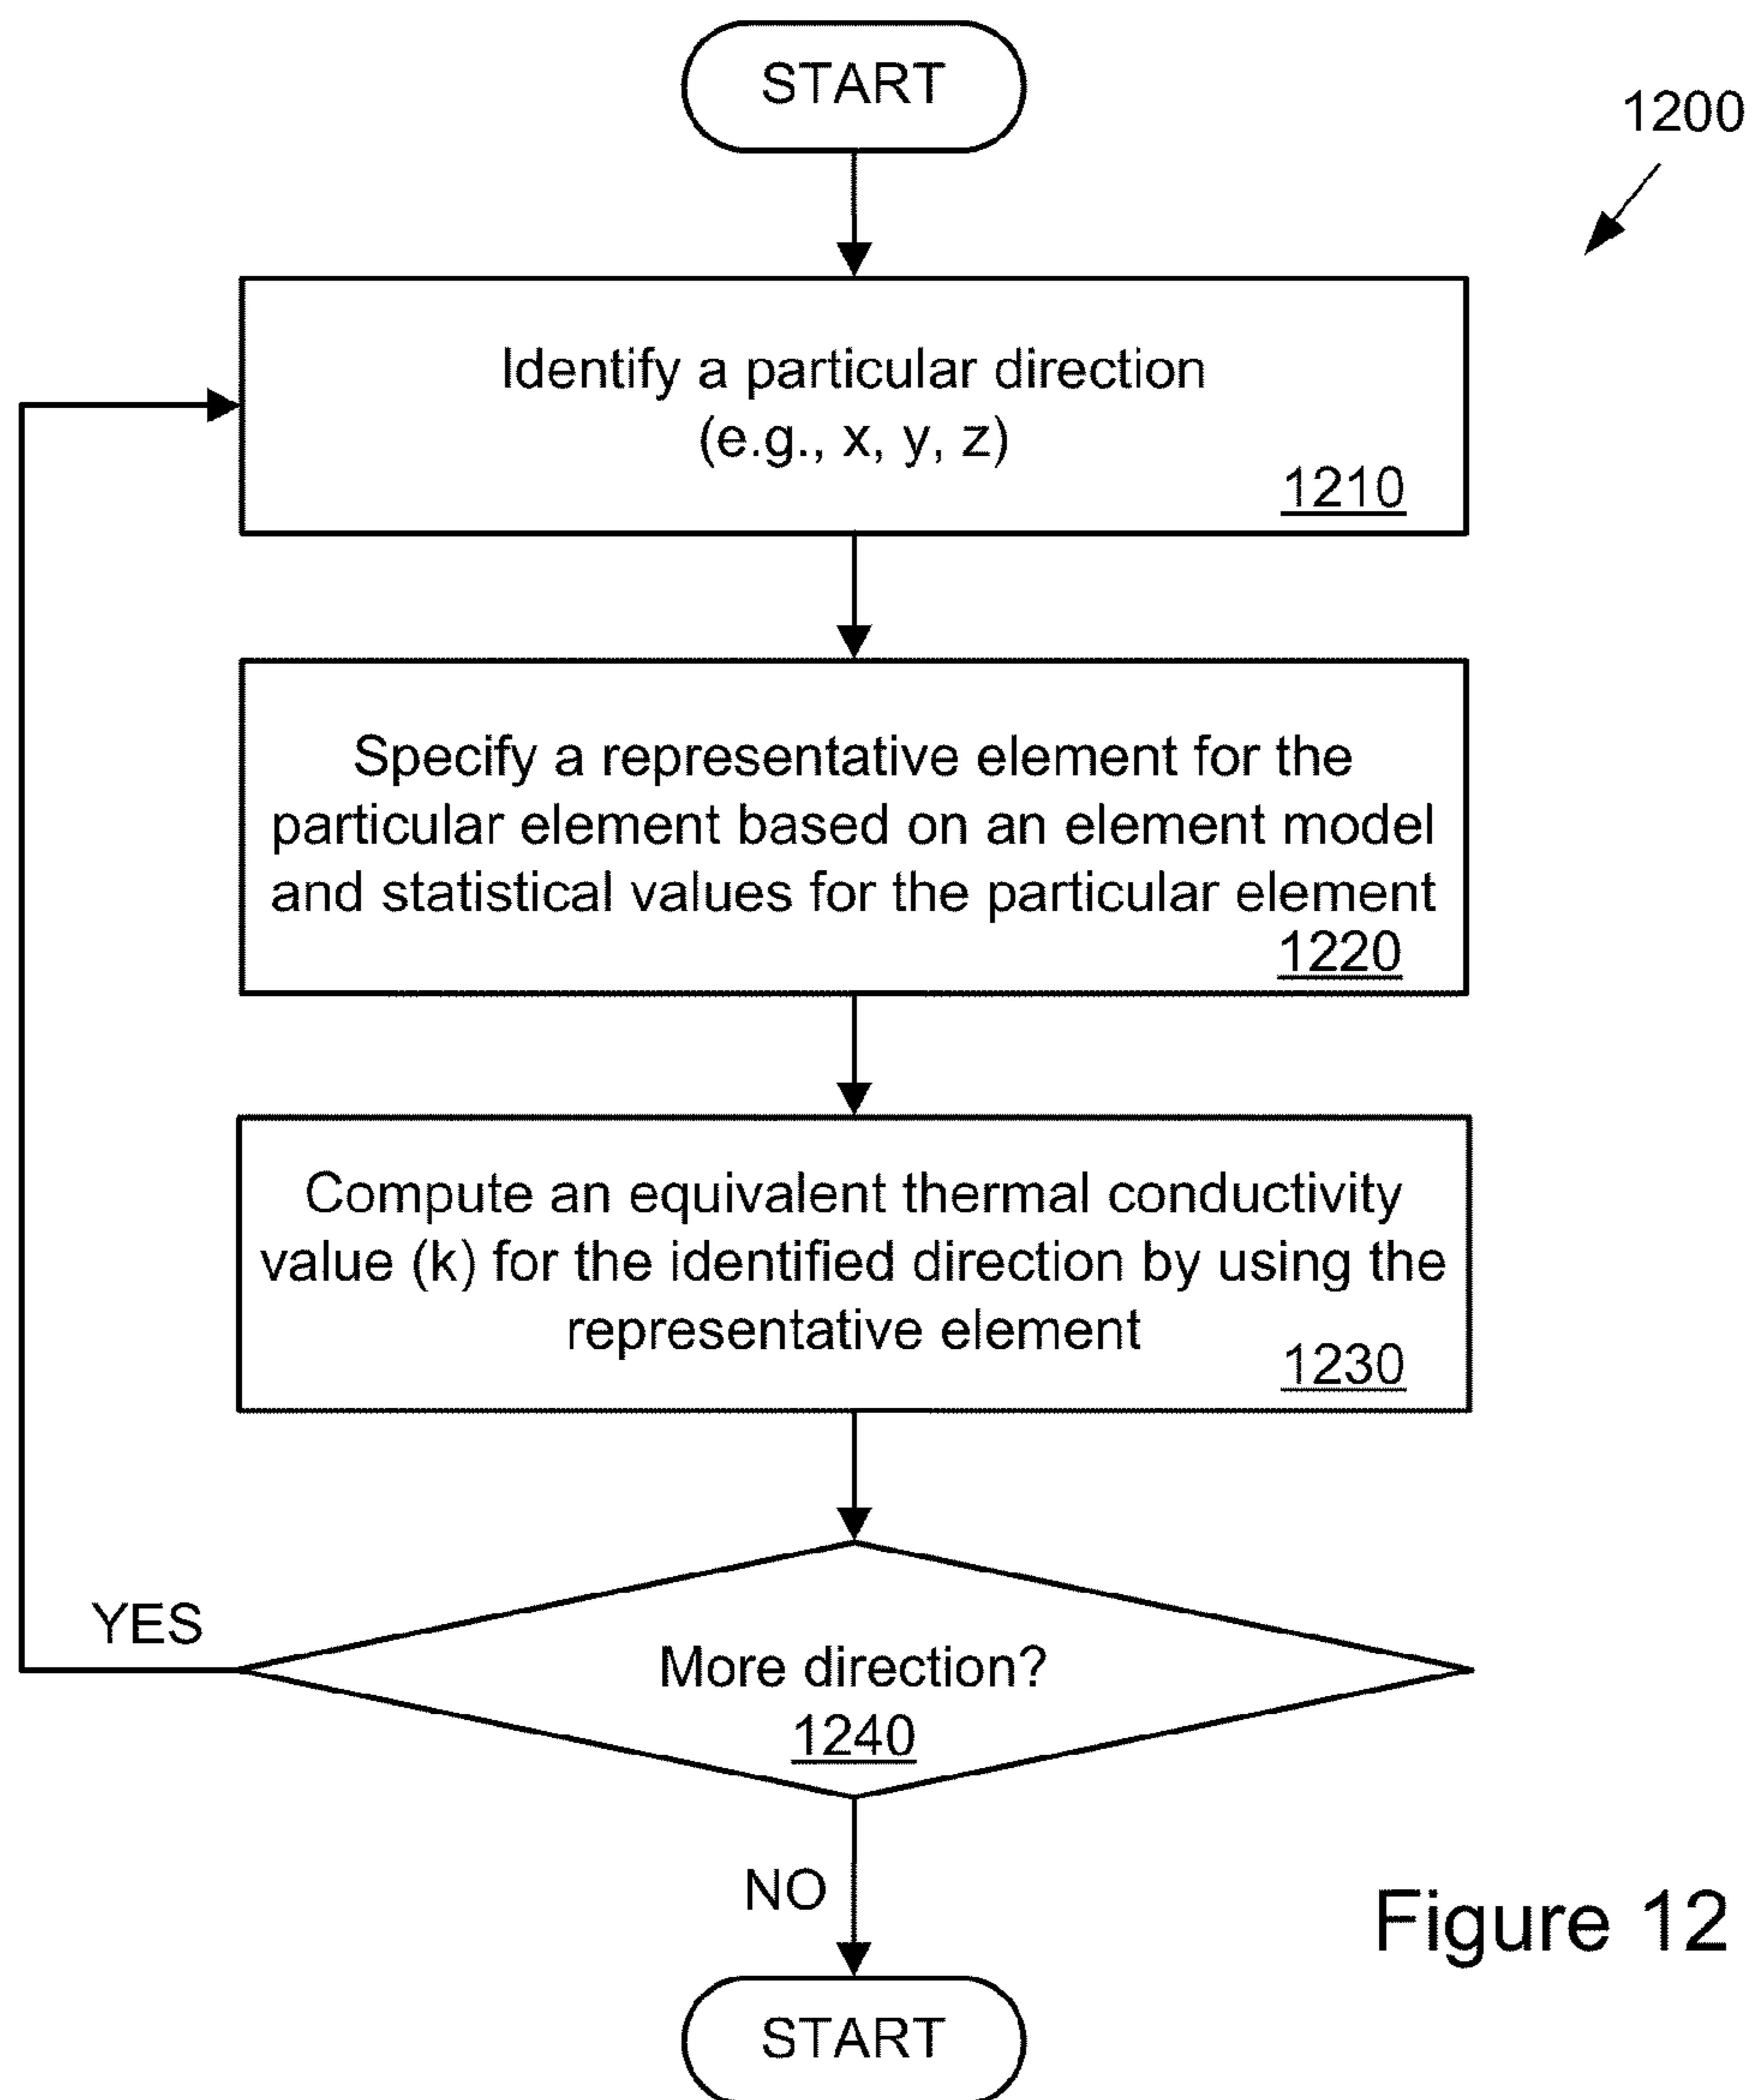 START
1200
Identify a particular direction
(e.g., x, y, z)
1210
Specify a representative element for the
particular element based on an element model
and statistical values for the particular element
1220
Compute an equivalent thermal conductivity
value (k) for the identified direction by using the
representative element
1230
YES
More direction?
1240
NO
Figure 12
START